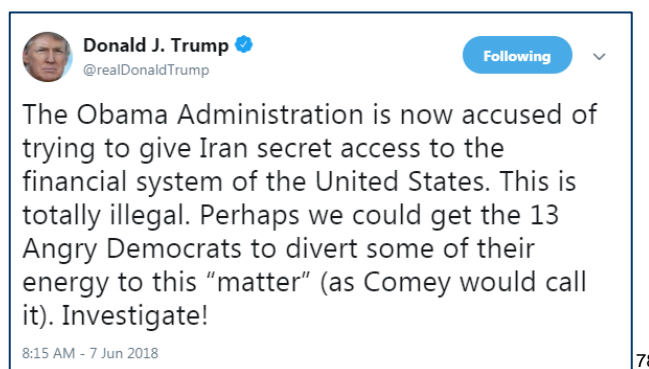 Donald J. Trump
@realDonaldTrump
Following
The Obama Administration is now accused of
trying to give Iran secret access to the
financial system of the United States. This is
totally illegal. Perhaps we could get the 13
Angry Democrats to divert some of their
energy to this “matter” (as Comey would call
it). Investigate!
8:15 AM - 7 Jun 2018